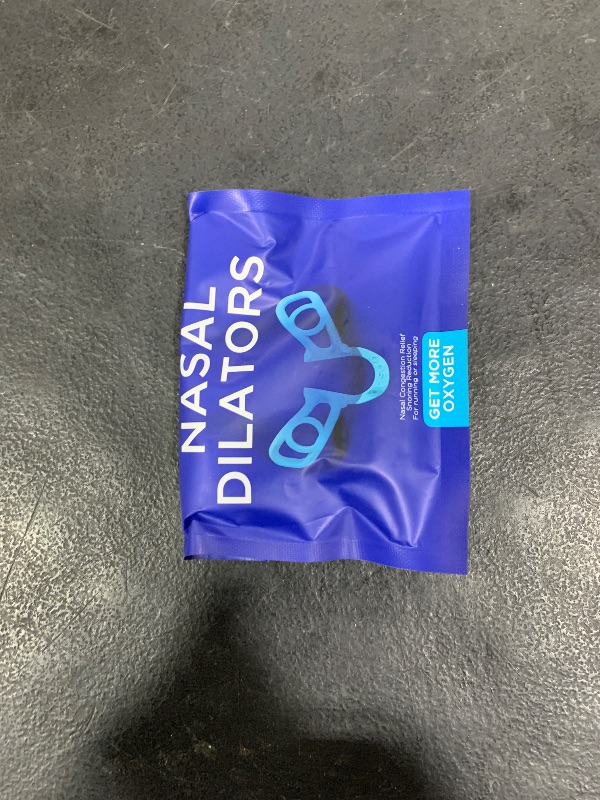 NASAL
DILATORS
Nasal Congestion Relief
Snoring Reduction
For running or sleeping
GET MORE
OXYGEN